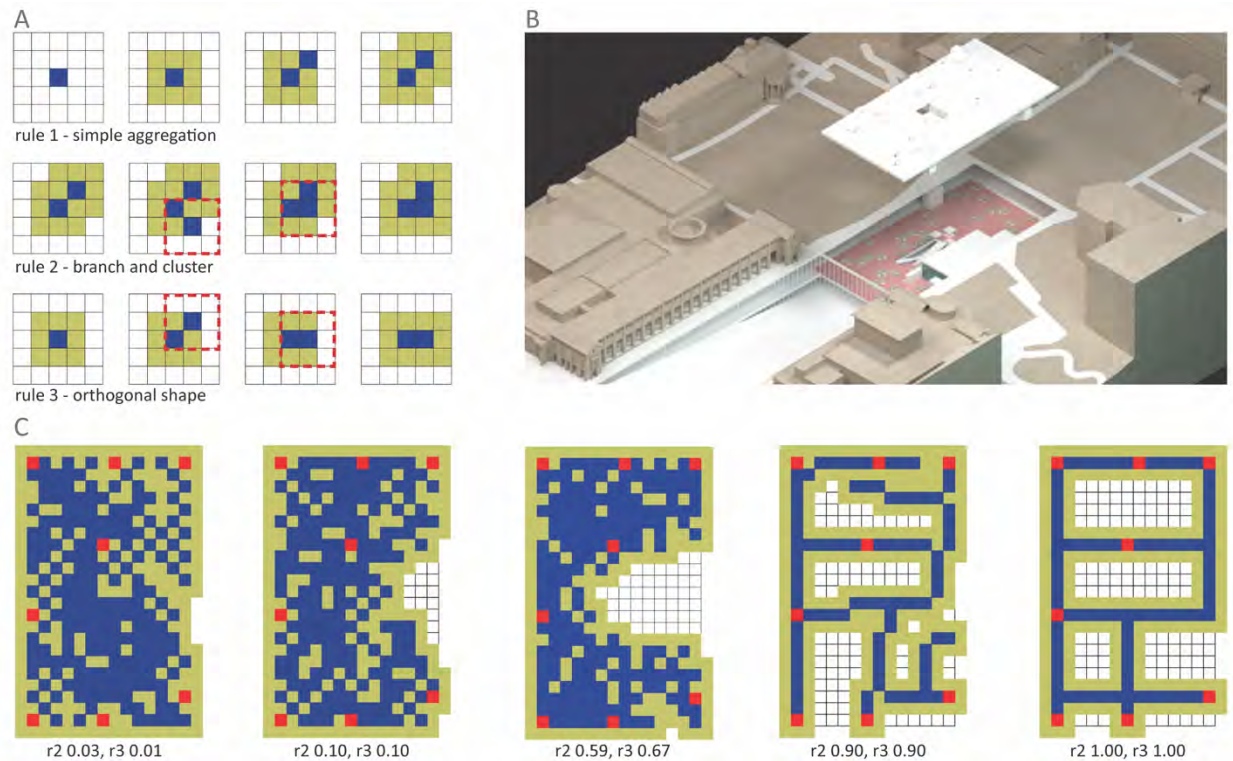 A
B
rule 1 - simple aggregation
rule 2 - branch and cluster
rule 3 - orthogonal shape
C
r2 0.03, r3 0.01
r2 0.10, r3 0.10
r2 0.59, r3 0.67
r2 0.90, r3 0.90
r2 1.00, r3 1.00